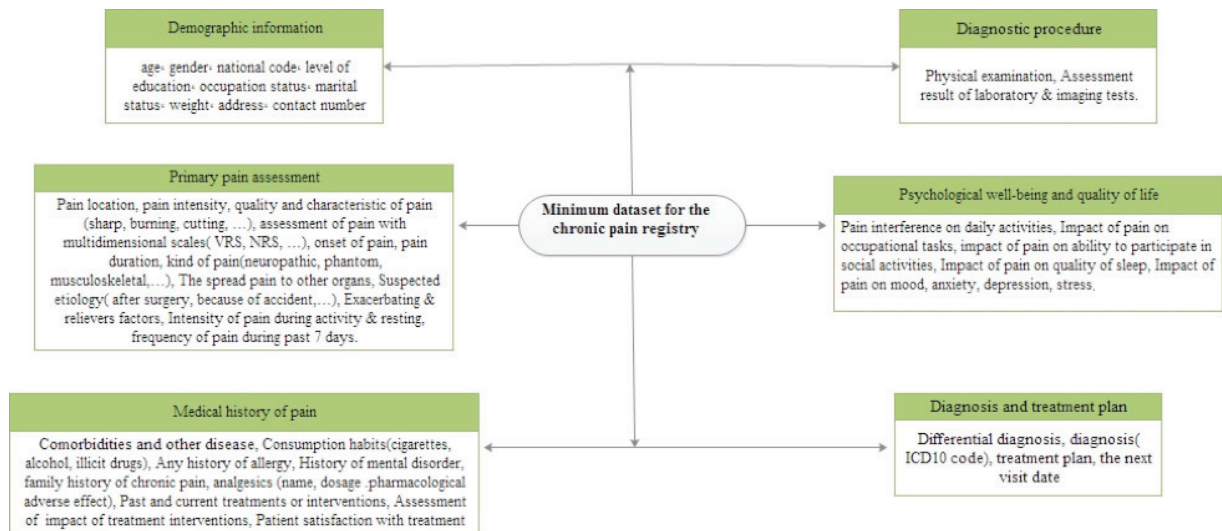 Demographic information
age، gender، national code، level of
education، occupation status، marital
status، weight، address، contact number
Diagnostic procedure
Physical examination, Assessment
result of laboratory & imaging tests.
Primary pain assessment
Pain location, pain intensity, quality and characteristic of pain
(sharp, burning, cutting, …), assessment of pain with
multidimensional scales( VRS, NRS, …), onset of pain, pain
duration, kind of pain(neuropathic, phantom,
musculoskeletal,…), The spread pain to other organs, Suspected
etiology( after surgery, because of accident,…), Exacerbating &
relievers factors, Intensity of pain during activity & resting,
frequency of pain during past 7 days.
Minimum dataset for the
chronic pain registry
Psychological well-being and quality of life
Pain interference on daily activities, Impact of pain on
occupational tasks, impact of pain on ability to participate in
social activities, Impact of pain on quality of sleep, Impact of
pain on mood, anxiety, depression, stress.
Medical history of pain
Comorbidities and other disease, Consumption habits(cigarettes,
alcohol, illicit drugs), Any history of allergy, History of mental disorder,
family history of chronic pain, analgesics (name, dosage .pharmacological
adverse effect), Past and current treatments or interventions, Assessment
of impact of treatment interventions, Patient satisfaction with treatment
Diagnosis and treatment plan
Differential diagnosis, diagnosis(
ICD10 code), treatment plan, the next
visit date